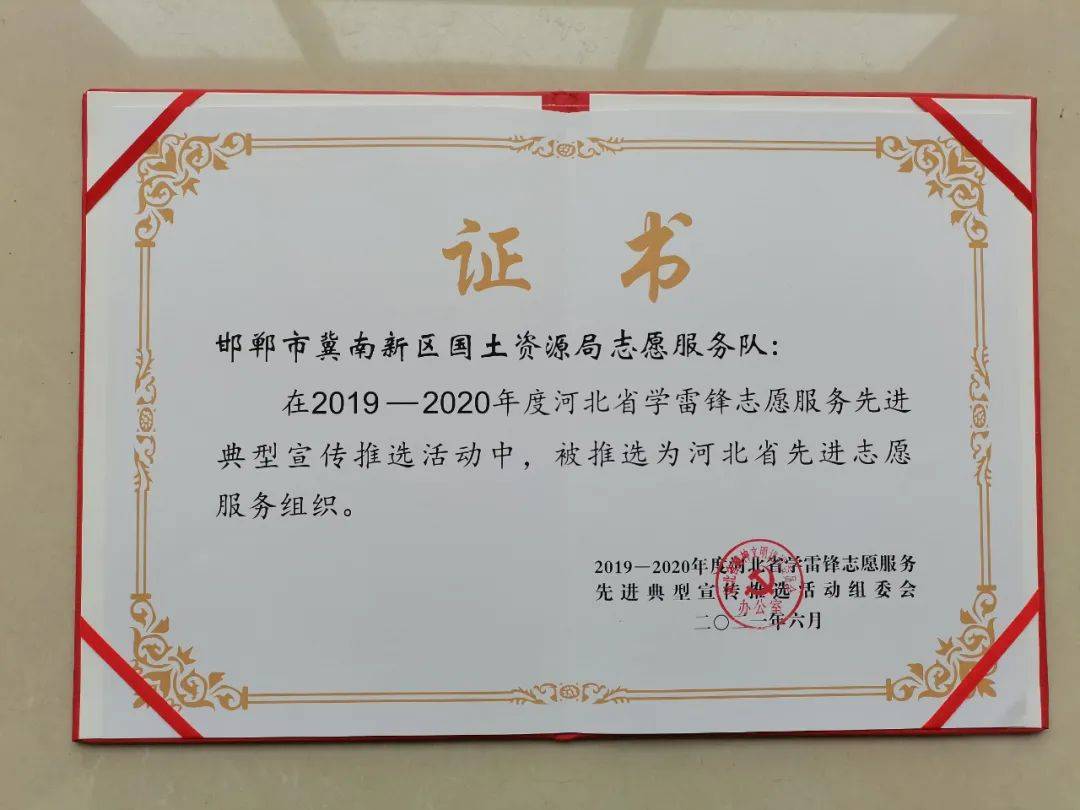 证书
邯郸市冀南新区国土资源局志愿服务队：
在2019—2020年度河北省学雷锋志愿服务先进
典型宣传推选活动中，被推选为河北省先进志愿
服务组织。
2019—2020年度河北省学雷锋志愿服务
先进典型宣传推选活动组委会
二〇二一年六月
办公室